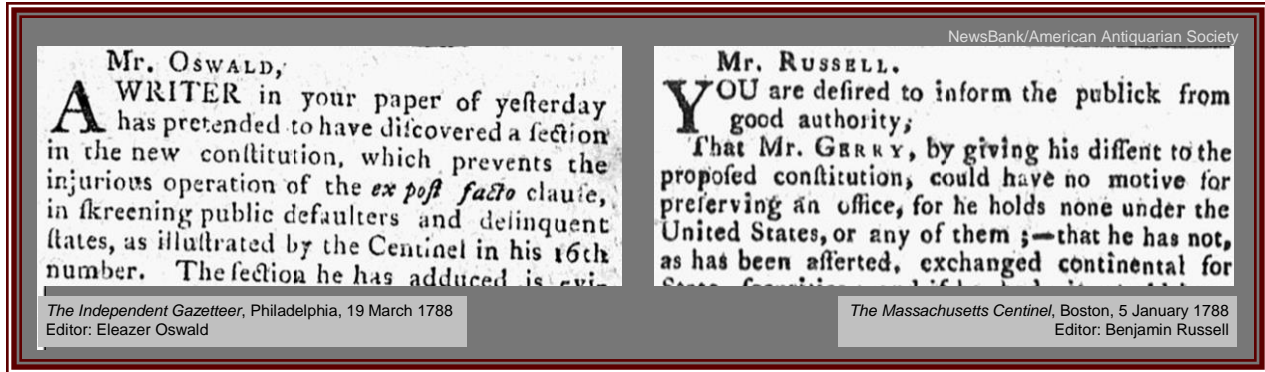 NewsBank/American Antiquarian Society
Mr. OSWALD,
A WRITER in your paper of yeſterday
has pretended to have diſcovered a ſection
in the new conſtitution, which prevents the
injurious operation of the ex poſt facto clauſe,
in ſkreening public defaulters and delinquent
ſtates, as illuſtrated by the Centinel in his 16th
number. The ſection he has adduced is evi-
The Independent Gazetteer, Philadelphia, 19 March 1788
Editor: Eleazer Oswald
Mr. RUSSELL.
YOU are deſired to inform the publick from
good authority;
That Mr. GERRY, by giving his diſſent to the
propoſed conſtitution, could have no motive for
preſerving an office, for he holds none under the
United States, or any of them ;—that he has not,
as has been aſſerted, exchanged continental for
The Massachusetts Centinel, Boston, 5 January 1788
Editor: Benjamin Russell